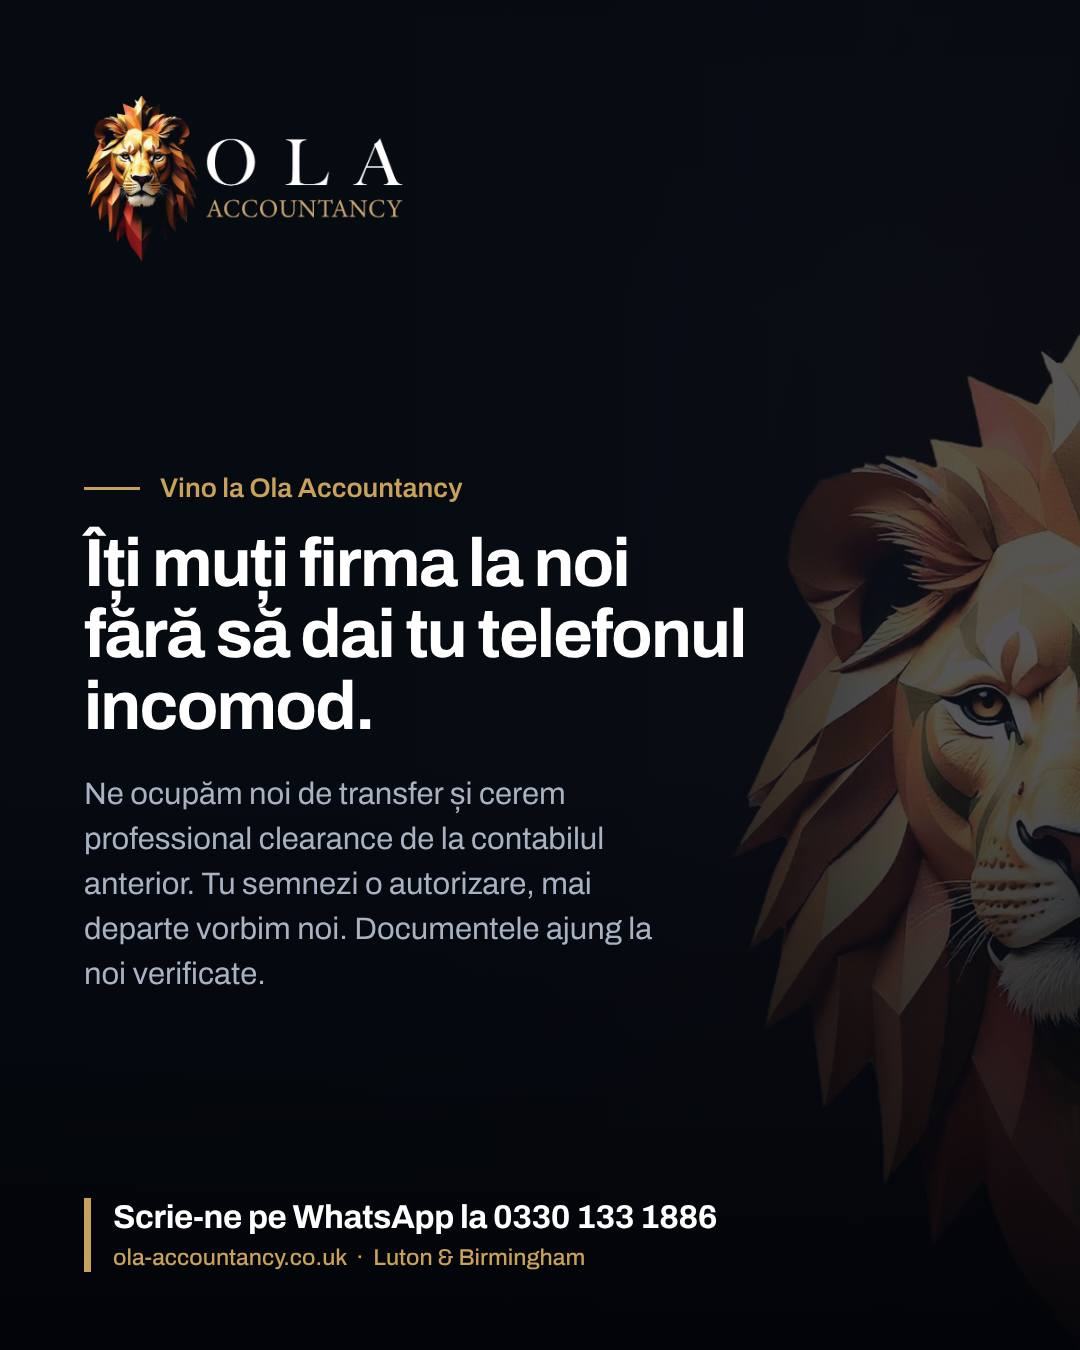 OLA
ACCOUNTANCY
Vino la Ola Accountancy
Îți muți firma la noi
fără să dai tu telefonul
incomod.
Ne ocupăm noi de transfer și cerem
professional clearance de la contabilul
anterior. Tu semnezi o autorizare, mai
departe vorbim noi. Documentele ajung la
noi verificate.
Scrie-ne pe WhatsApp la 0330 133 1886
ola-accountancy.co.uk · Luton & Birmingham